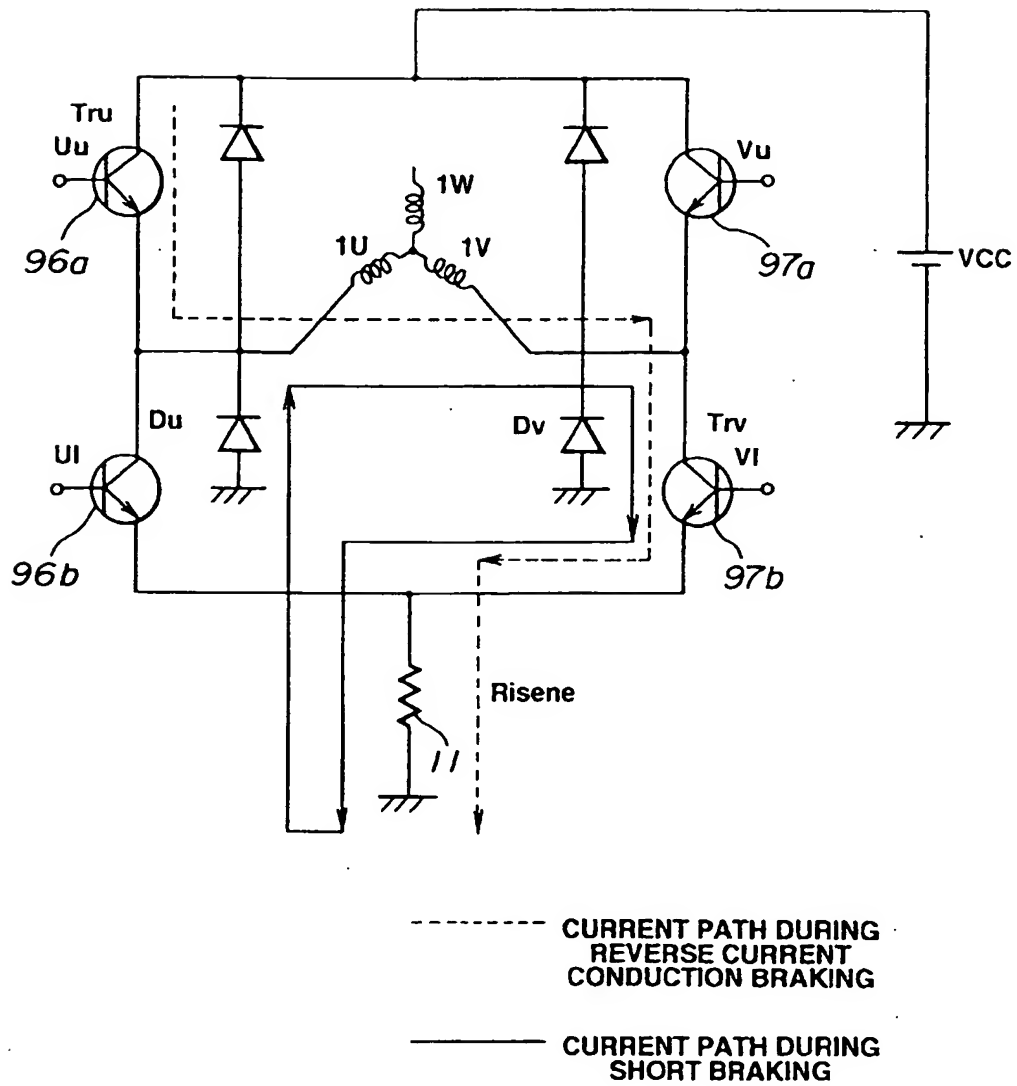 Tru
Uu
Vu
1W
1U
1V
96a
97a
VCC
Du
Dv
Trv
Ul
Vl
96b
97b
Risene
11
CURRENT PATH DURING
REVERSE CURRENT
CONDUCTION BRAKING
CURRENT PATH DURING
SHORT BRAKING